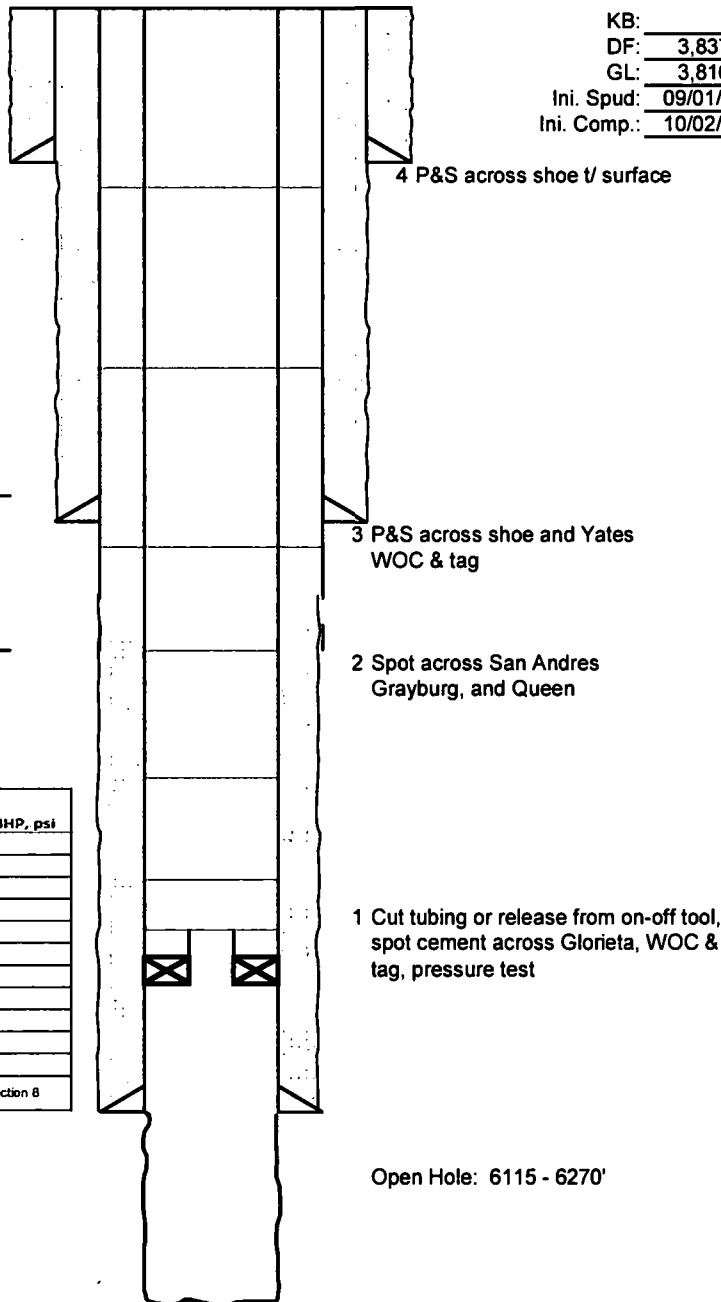 KB:
DF: 3,837
GL: 3,810
Ini. Spud: 09/01/
Ini. Comp.: 10/02/
4 P&S across shoe t/ surface
3 P&S across shoe and Yates
WOC & tag
2 Spot across San Andres
Grayburg, and Queen
BHP, psi
1 Cut tubing or release from on-off tool,
spot cement across Glorieta, WOC &
tag, pressure test
ction 8
Open Hole: 6115 - 6270'